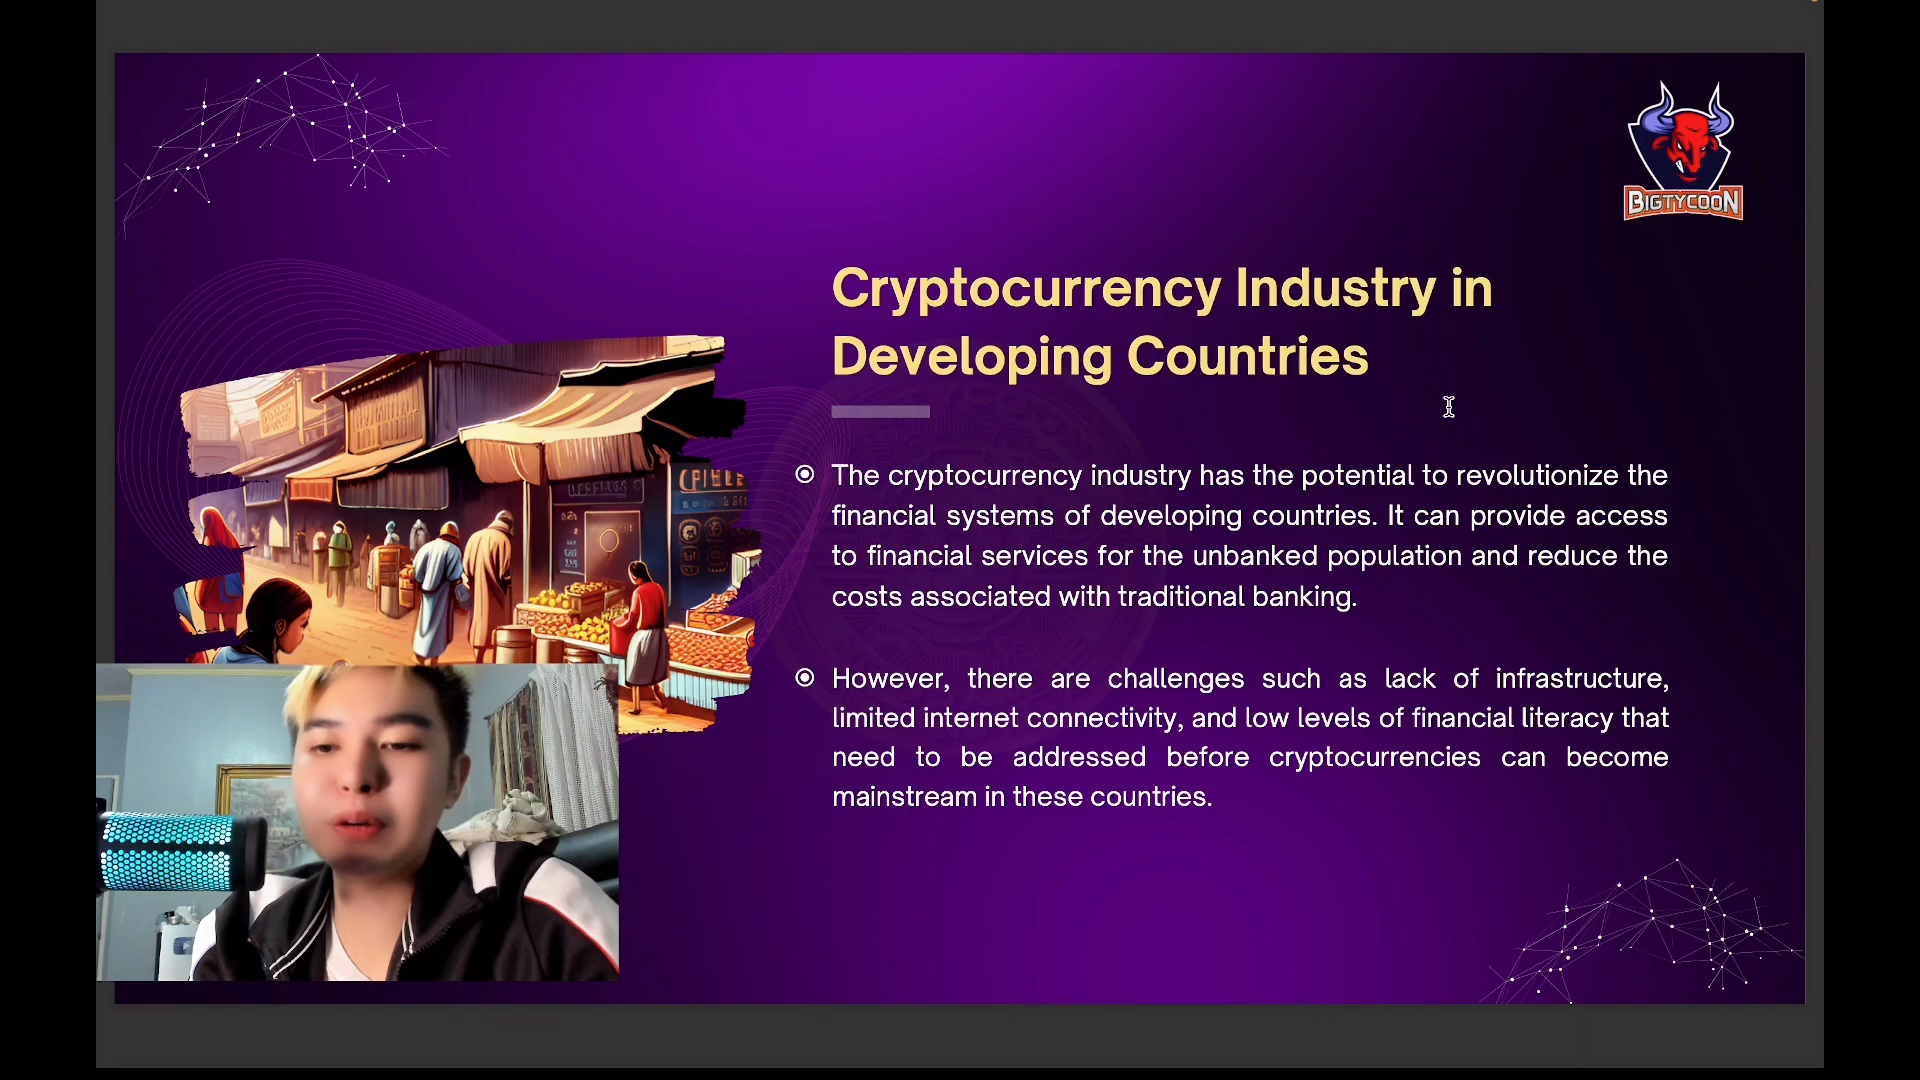 BIGTYCOON
Cryptocurrency Industry in
Developing Countries
The cryptocurrency industry has the potential to revolutionize the
financial systems of developing countries. It can provide access
to financial services for the unbanked population and reduce the
costs associated with traditional banking.
However, there are challenges such as lack of infrastructure,
limited internet connectivity, and low levels of financial literacy that
need to be addressed before cryptocurrencies can become
mainstream in these countries.